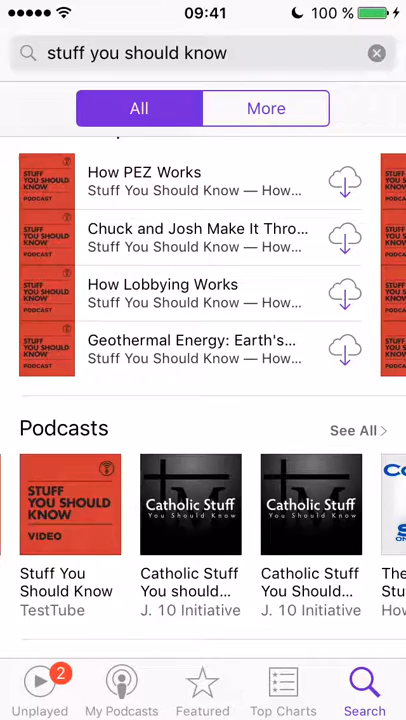 09:41
100 %
stuff you should know
All
More
STUFF
YOU SHOULD
KNOW
PODCAST
How PEZ Works
Stuff You Should Know — How...
STUFF
YOU SHOULD
KNOW
PODCAST
Chuck and Josh Make It Thro...
Stuff You Should Know — How...
STUFF
YOU SHOULD
KNOW
PODCAST
How Lobbying Works
Stuff You Should Know — How...
STUFF
YOU SHOULD
KNOW
PODCAST
Geothermal Energy: Earth's...
Stuff You Should Know — How...
Podcasts
See All
STUFF
YOU SHOULD
KNOW
VIDEO
Catholic Stuff
You Should Know
Catholic Stuff
You Should Know
Stuff You
Should Know
TestTube
Catholic Stuff
You should...
J. 10 Initiative
Catholic Stuff
You Should...
J. 10 Initiative
The
Stu
How
2
Unplayed
My Podcasts
Featured
Top Charts
Search